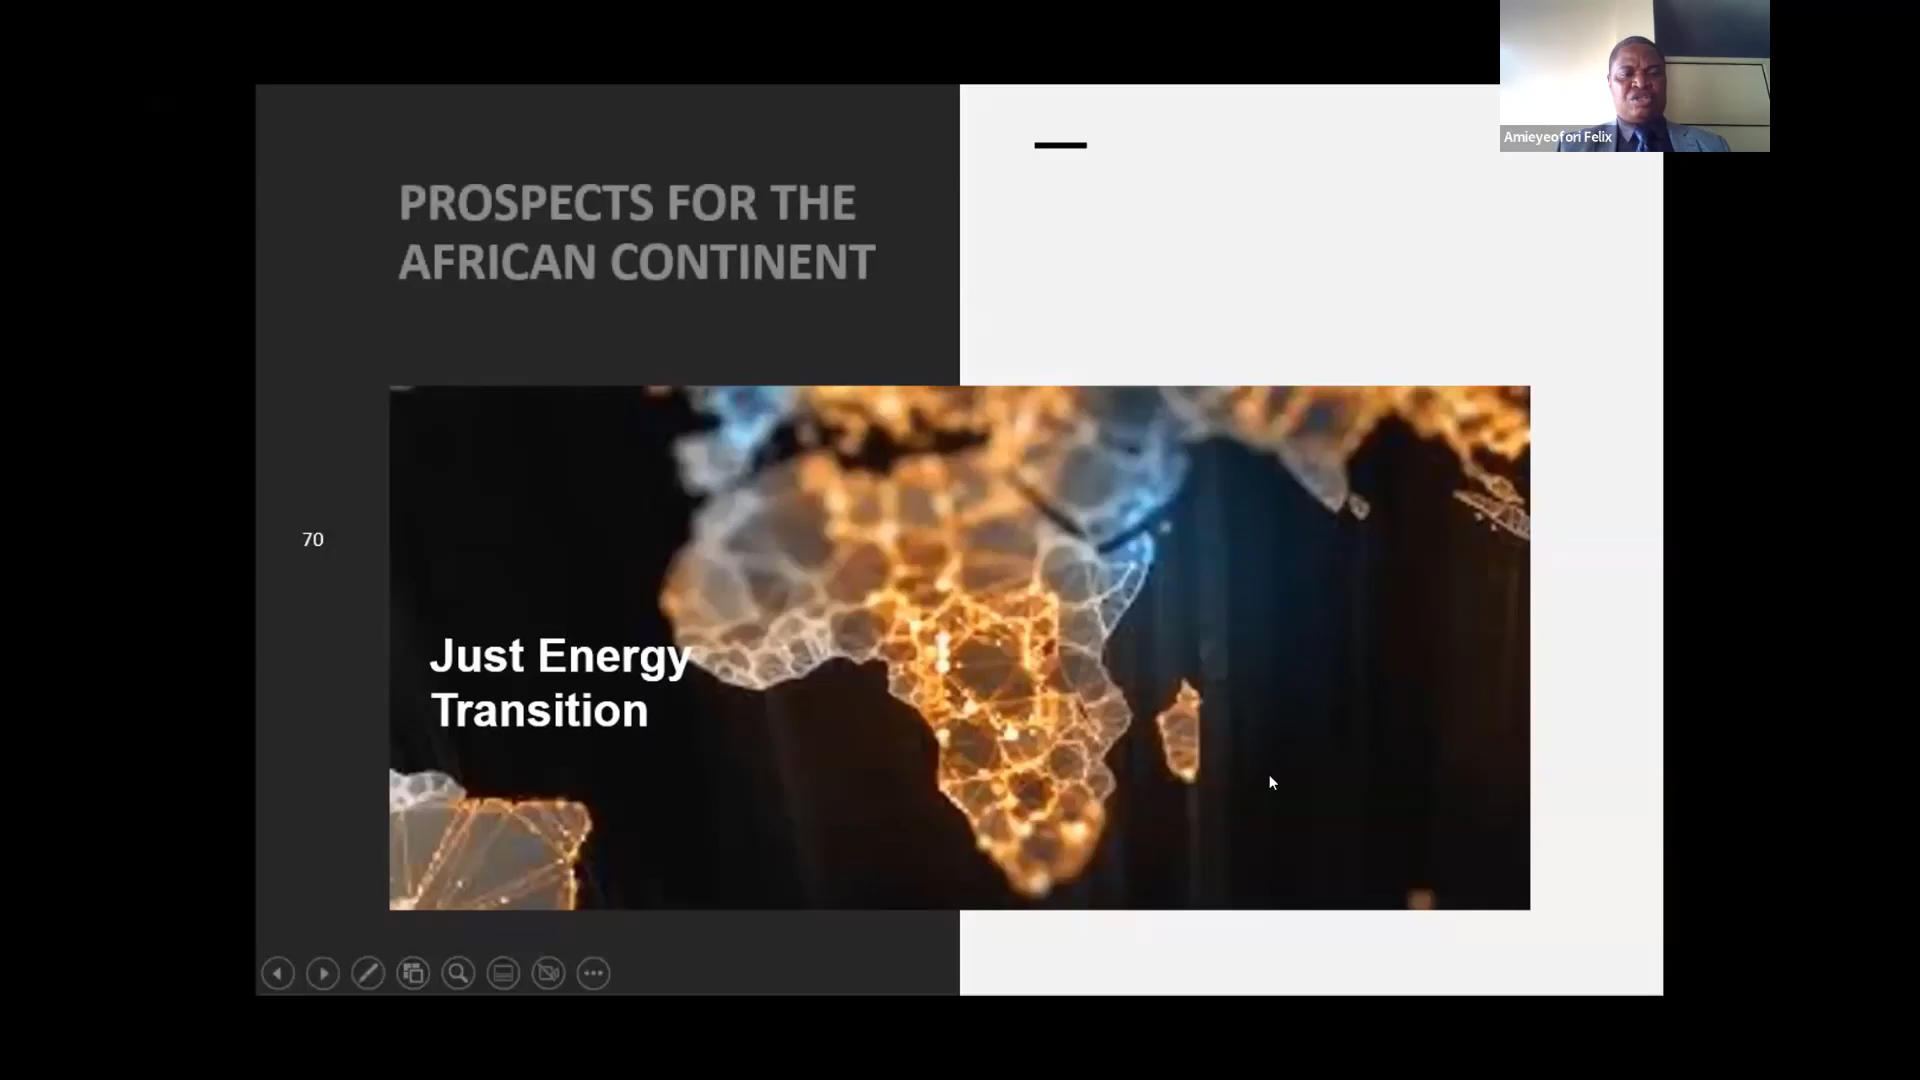 Amieyeofori Felix
PROSPECTS FOR THE
AFRICAN CONTINENT
70
Just Energy
Transition